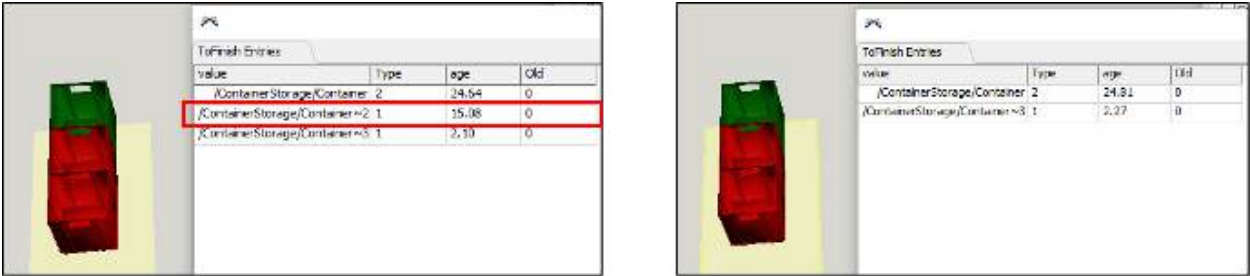 ToFinish Entries
value Type age Old
/ContainerStorage/Container 2 24.64 0
/ContainerStorage/Container~2 1 15.08 0
/ContainerStorage/Container~3 1 2.10 0
ToFinish Entries
value Type age Old
/ContainerStorage/Container 2 24.81 0
/ContainerStorage/Container~3 1 2.27 0